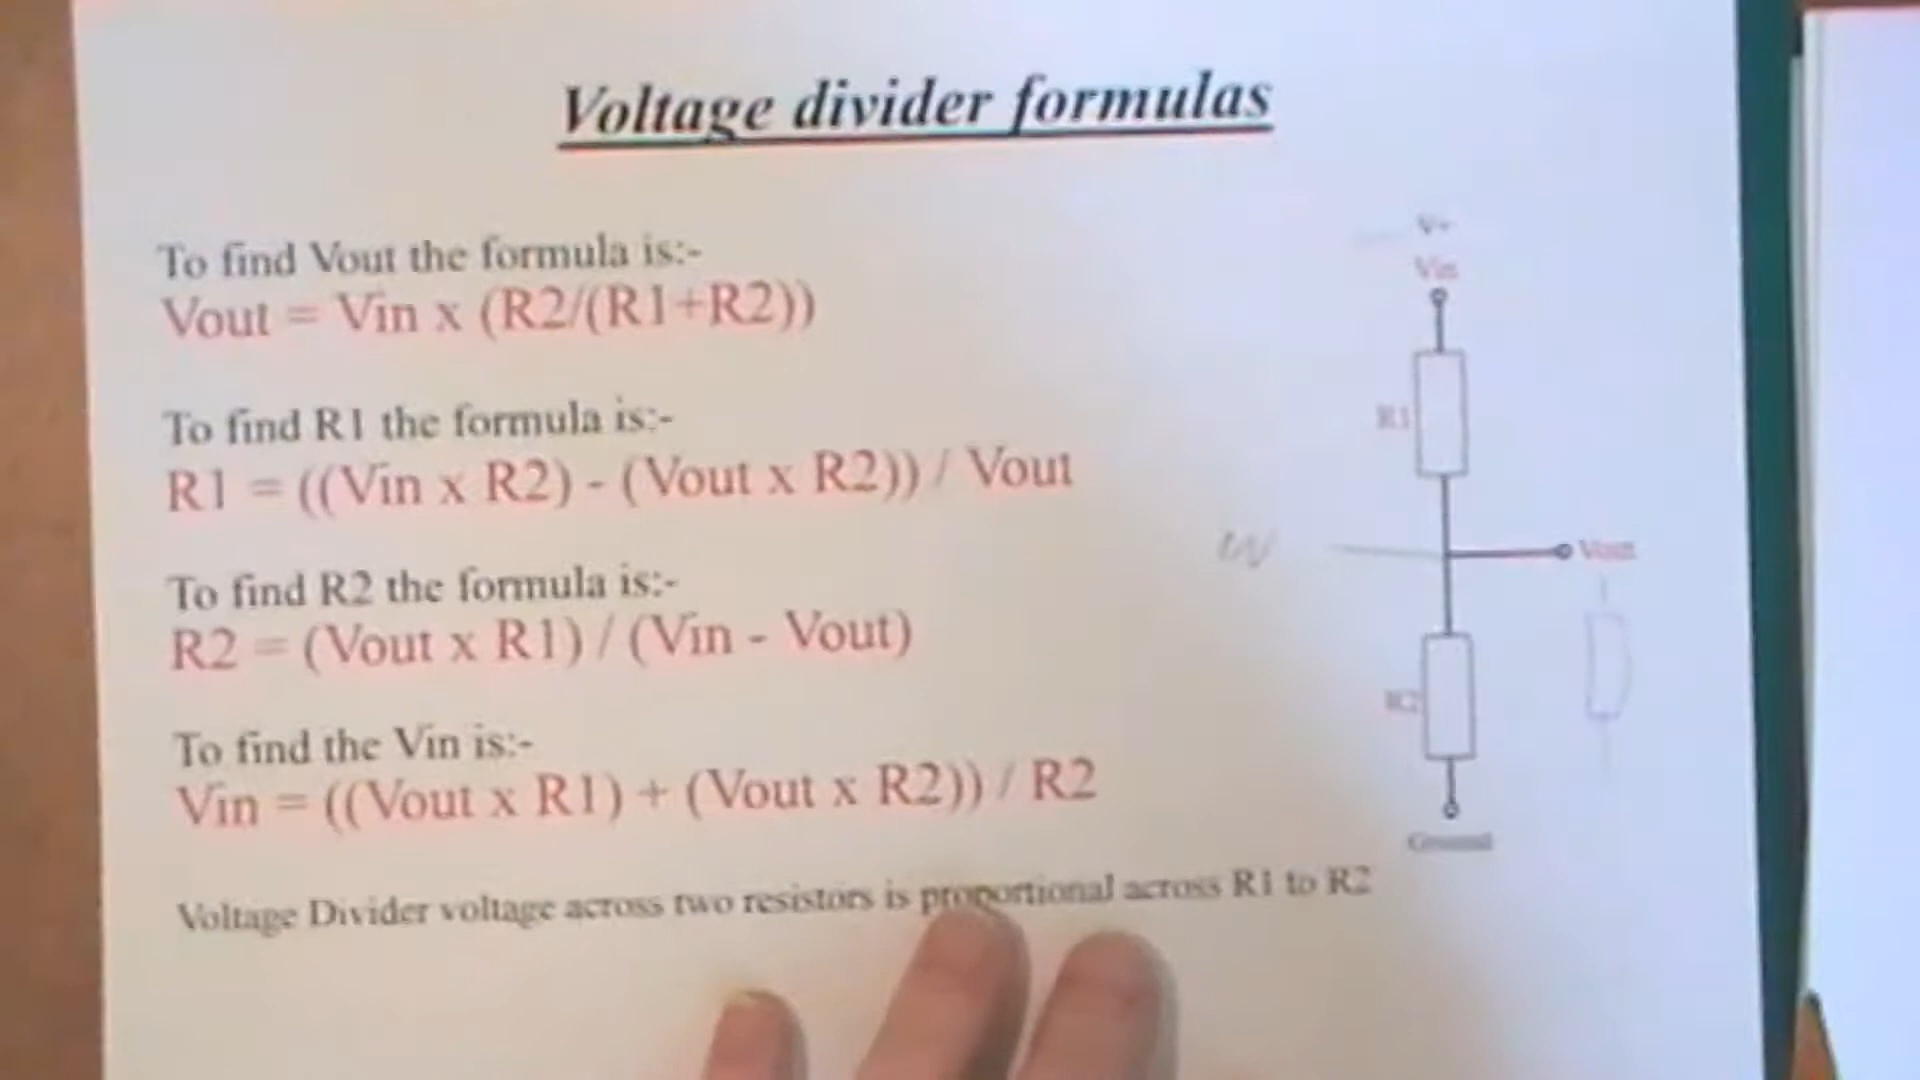 Voltage divider formulas
To find Vout the formula is:-
Vout = Vin x (R2/(R1+R2))
To find R1 the formula is:-
R1 = ((Vin x R2) - (Vout x R2)) / Vout
To find R2 the formula is:-
R2 = (Vout x R1) / (Vin - Vout)
To find the Vin is:-
Vin = ((Vout x R1) + (Vout x R2)) / R2
Voltage Divider voltage across two resistors is proportional across R1 to R2
V+
Vin
R1
Vout
R2
Ground